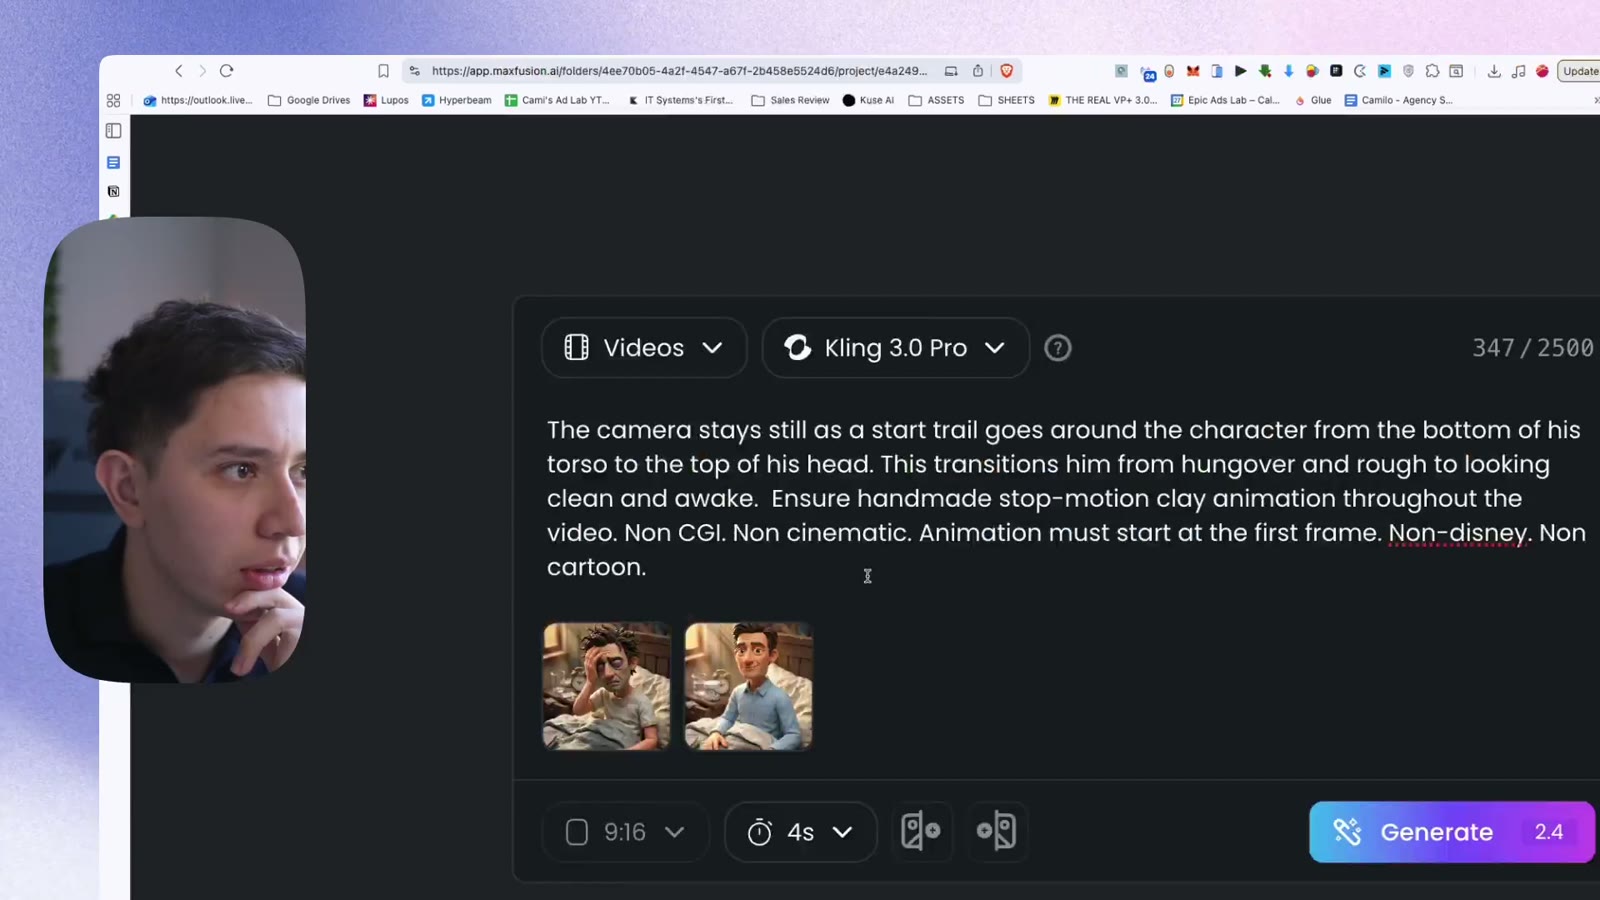 https://app.maxfusion.ai/folders/4ee70b05-4a2f-4547-a67f-2b458e5524d6/project/e4a249...
24
Update
https://outlook.live... Google Drives Lupos Hyperbeam Cami's Ad Lab YT... IT Systems's First... Sales Review Kuse AI ASSETS SHEETS THE REAL VP+ 3.0... Epic Ads Lab – Cal... Glue Camilo - Agency S...
Videos Kling 3.0 Pro ? 347/2500
The camera stays still as a start trail goes around the character from the bottom of his
torso to the top of his head. This transitions him from hungover and rough to looking
clean and awake.  Ensure handmade stop-motion clay animation throughout the
video. Non CGI. Non cinematic. Animation must start at the first frame. Non-disney. Non
cartoon.
9:16 4s Generate 2.4